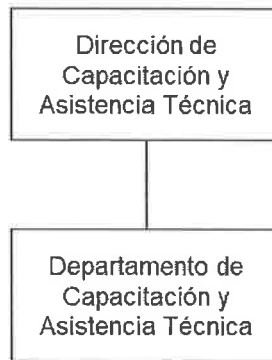 Dirección de
Capacitación y
Asistencia Técnica
Departamento de
Capacitación y
Asistencia Técnica